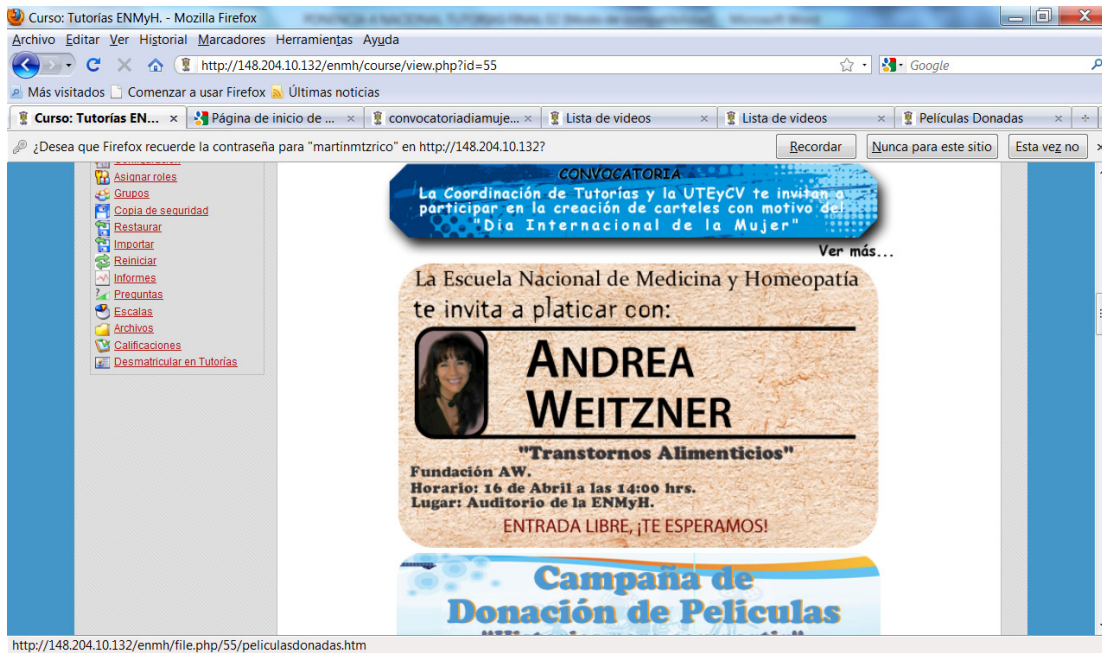 Curso: Tutorías ENMyH. - Mozilla Firefox
Archivo Editar Ver Historial Marcadores Herramientas Ayuda
http://148.204.10.132/enmh/course/view.php?id=55
Google
Más visitados Comenzar a usar Firefox Últimas noticias
Curso: Tutorías EN... Página de inicio de ... convocatoriadiamuje... Lista de videos Lista de videos Películas Donadas
¿Desea que Firefox recuerde la contraseña para "martinmtzrico" en http://148.204.10.132? Recordar Nunca para este sitio Esta vez no
Configuración
Asignar roles
Grupos
Copia de seguridad
Restaurar
Importar
Reiniciar
Informes
Preguntas
Escalas
Archivos
Calificaciones
Desmatricular en Tutorías
CONVOCATORIA
La Coordinación de Tutorías y la UTEyCV te invitan a
participar en la creación de carteles con motivo del
"Día Internacional de la Mujer"
Ver más...
La Escuela Nacional de Medicina y Homeopatía
te invita a platicar con:
ANDREA
WEITZNER
"Transtornos Alimenticios"
Fundación AW.
Horario: 16 de Abril a las 14:00 hrs.
Lugar: Auditorio de la ENMyH.
ENTRADA LIBRE, ¡TE ESPERAMOS!
Campaña de
Donación de Peliculas
http://148.204.10.132/enmh/file.php/55/peliculasdonadas.htm